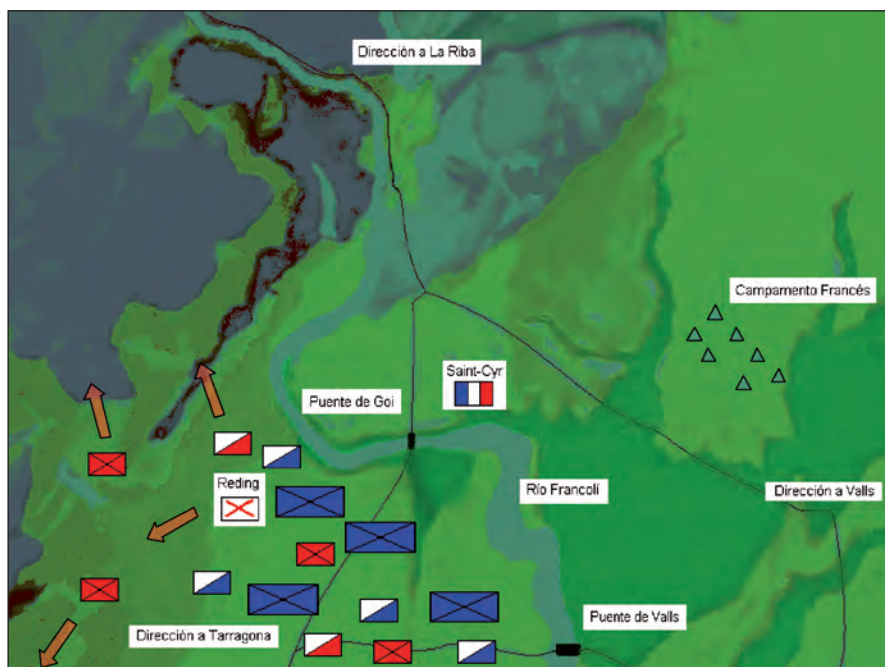 Dirección a La Riba
Campamento Francés
Saint-Cyr
Puente de Goi
Reding
Río Francolí
Dirección a Valls
Puente de Valls
Dirección a Tarragona